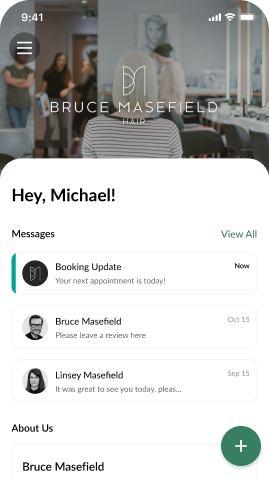 9:41
BRUCE MASEFIELD
HAIR
Hey, Michael!
Messages
View All
Booking Update
Now
Your next appointment is today!
Bruce Masefield
Oct 15
Please leave a review here
Linsey Masefield
Sep 15
It was great to see you today, pleas...
About Us
Bruce Masefield